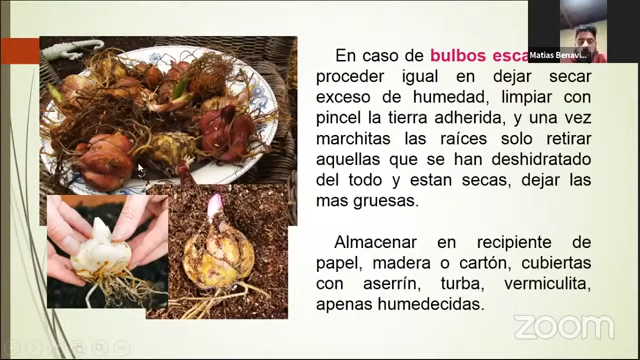 En caso de bulbos
proceder igual en dejar secar
exceso de humedad, limpiar con
pincel la tierra adherida, y una vez
marchitas las raíces solo retirar
aquellas que se han deshidratado
del todo y estan secas, dejar las
mas gruesas.
Almacenar en recipiente de
papel, madera o cartón, cubiertas
con aserrín, turba, vermiculita,
apenas humedecidas.
Matias
zoom